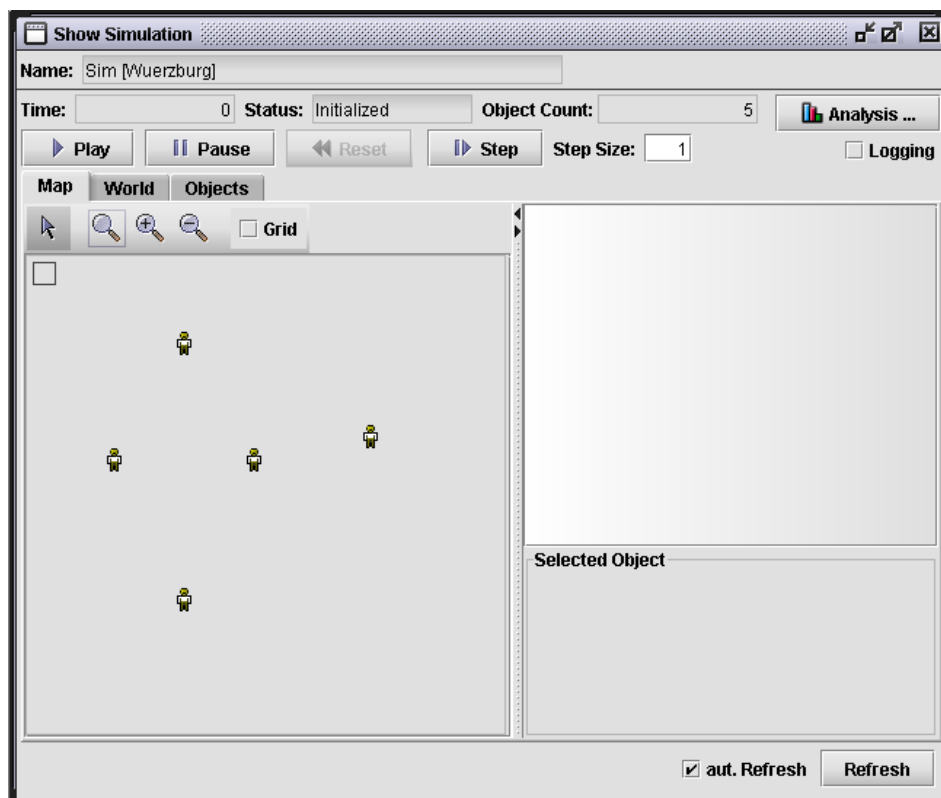 Show Simulation
Name: Sim [Wuerzburg]
Time: 0 Status: Initialized Object Count: 5 Analysis ...
Play Pause Reset Step Step Size: 1 Logging
Map World Objects
Grid
Selected Object
aut. Refresh Refresh